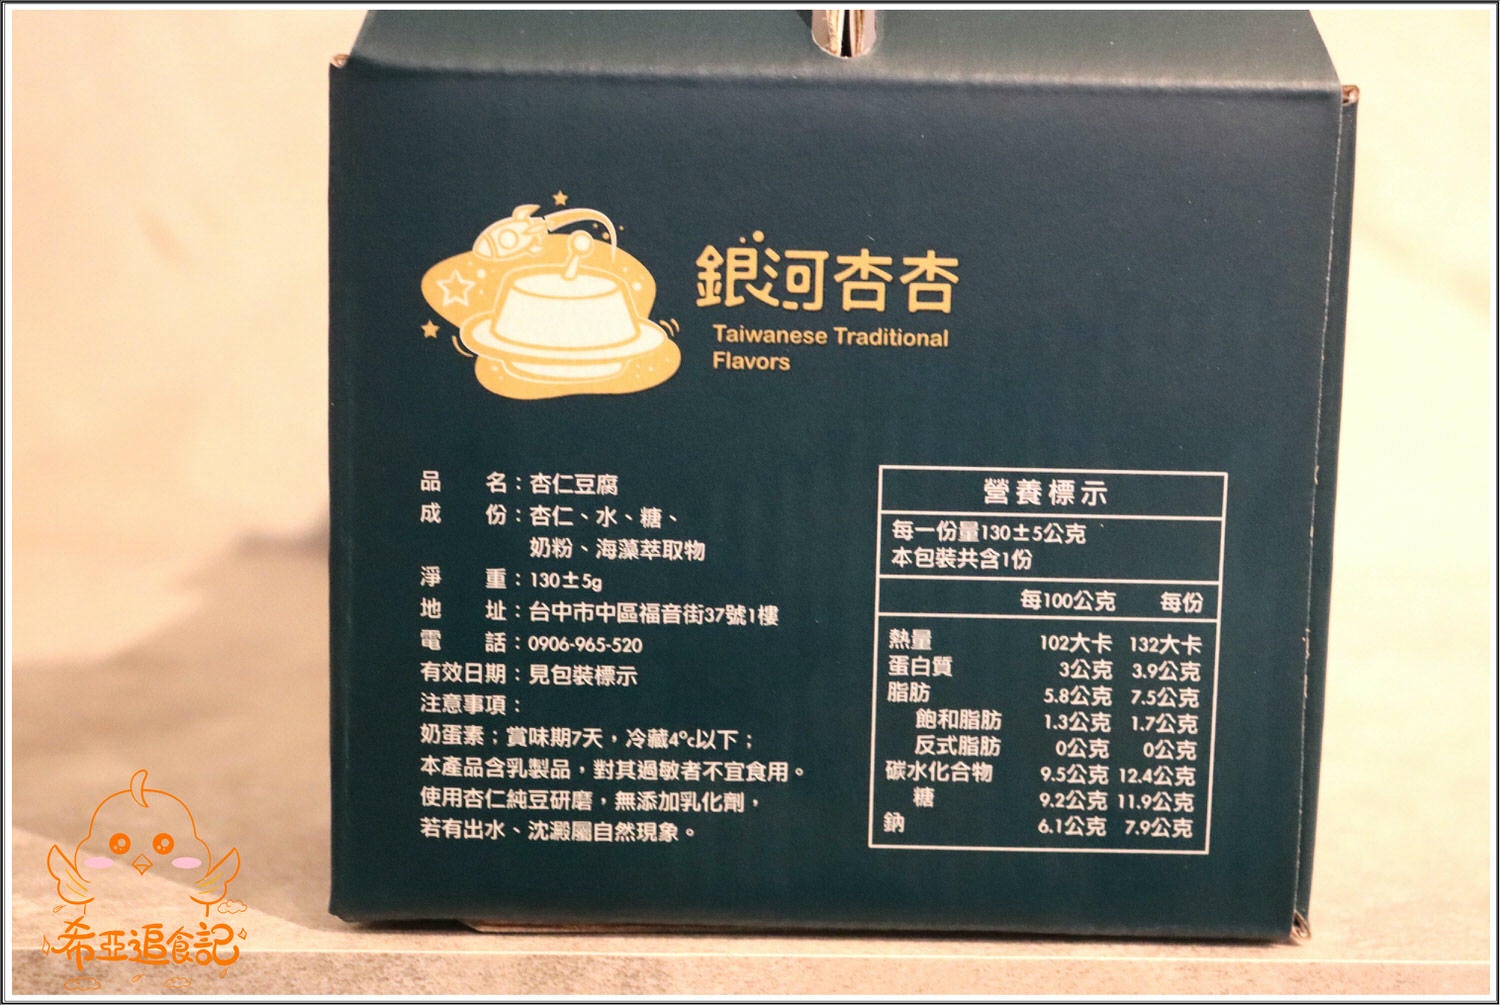 銀河杏杏
Taiwanese Traditional
Flavors
品　　名：杏仁豆腐
成　　份：杏仁、水、糖、
奶粉、海藻萃取物
淨　　重：130±5g
地　　址：台中市中區福音街37號1樓
電　　話：0906-965-520
有效日期：見包裝標示
注意事項：
奶蛋素；賞味期7天，冷藏4°c以下；
本產品含乳製品，對其過敏者不宜食用。
使用杏仁純豆研磨，無添加乳化劑，
若有出水、沈澱屬自然現象。
營養標示
每一份量130±5公克
本包裝共含1份
每100公克　每份
熱量　102大卡　132大卡
蛋白質　3公克　3.9公克
脂肪　5.8公克　7.5公克
飽和脂肪　1.3公克　1.7公克
反式脂肪　0公克　0公克
碳水化合物　9.5公克　12.4公克
糖　9.2公克　11.9公克
鈉　6.1公克　7.9公克
希亞追食記